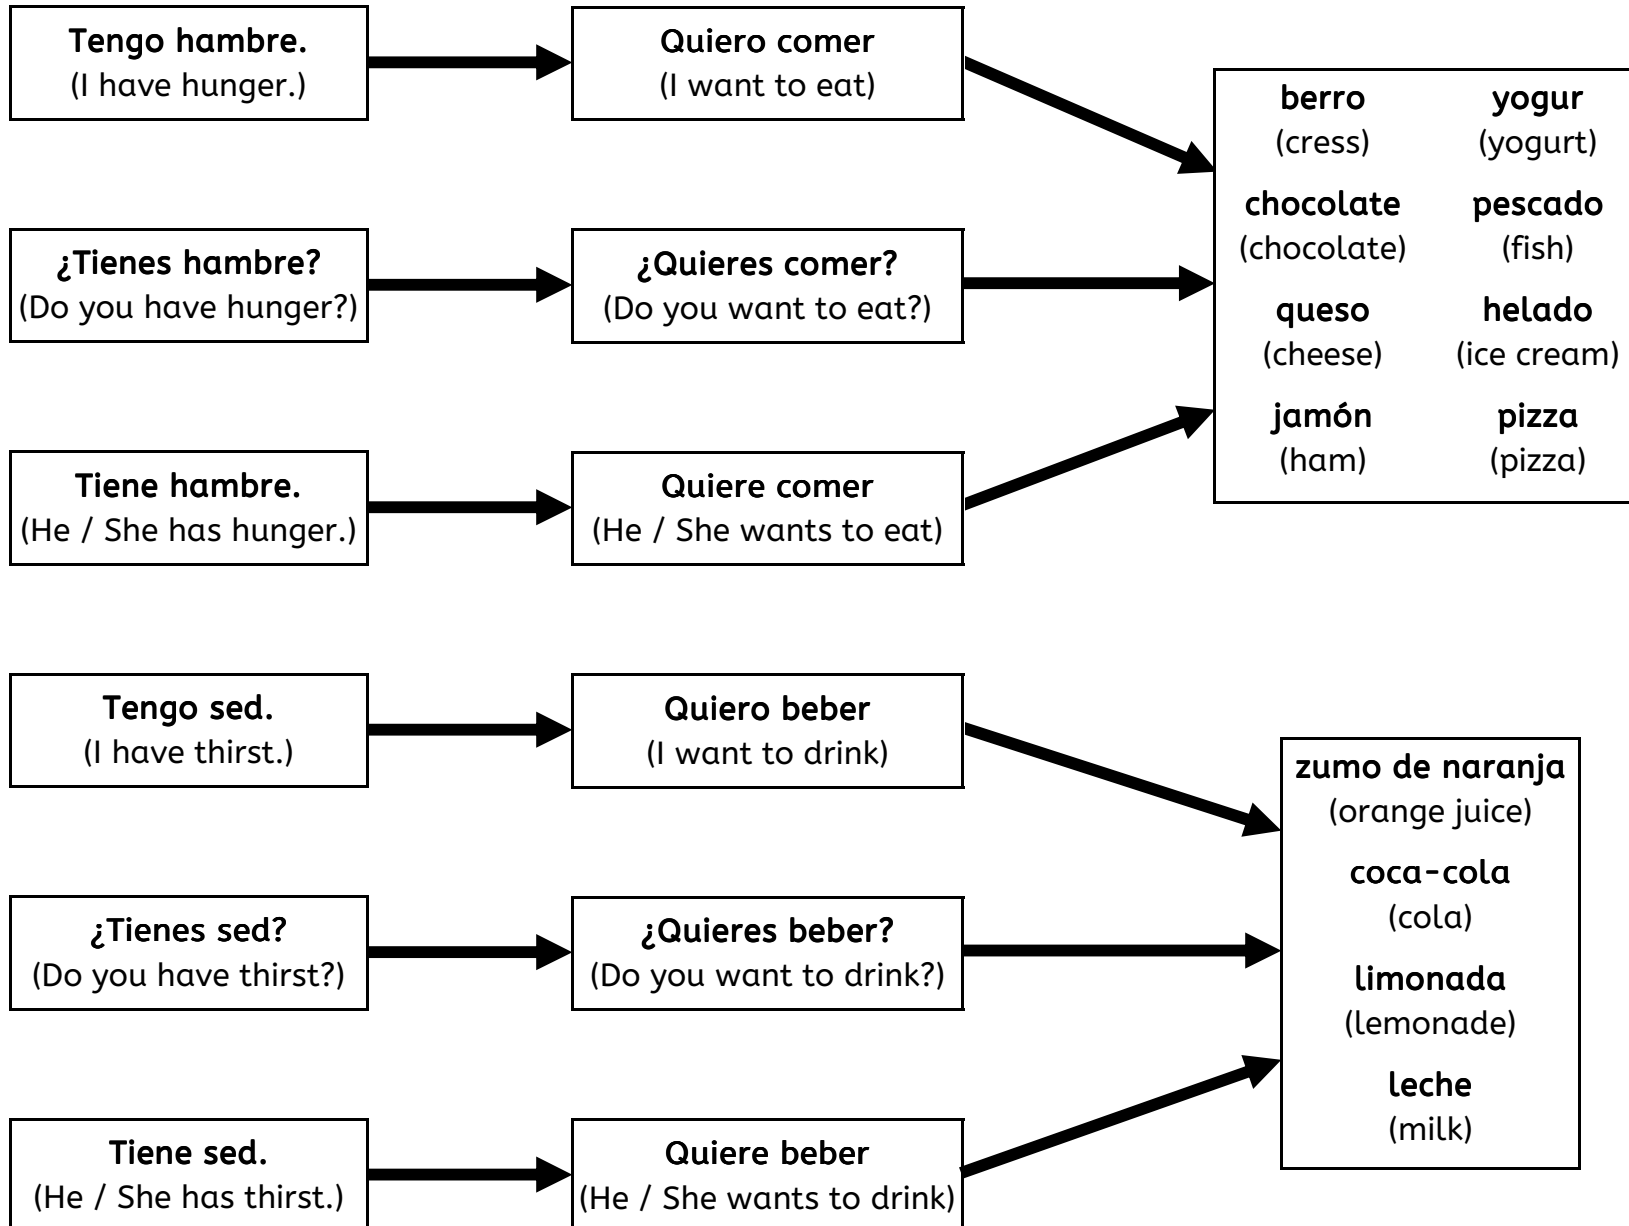 Tengo hambre.
(I have hunger.)
Quiero comer
(I want to eat)
¿Tienes hambre?
(Do you have hunger?)
¿Quieres comer?
(Do you want to eat?)
Tiene hambre.
(He / She has hunger.)
Quiere comer
(He / She wants to eat)
berro yogur
(cress) (yogurt)
chocolate pescado
(chocolate) (fish)
queso helado
(cheese) (ice cream)
jamón pizza
(ham) (pizza)
Tengo sed.
(I have thirst.)
Quiero beber
(I want to drink)
¿Tienes sed?
(Do you have thirst?)
¿Quieres beber?
(Do you want to drink?)
Tiene sed.
(He / She has thirst.)
Quiere beber
(He / She wants to drink)
zumo de naranja
(orange juice)
coca-cola
(cola)
limonada
(lemonade)
leche
(milk)